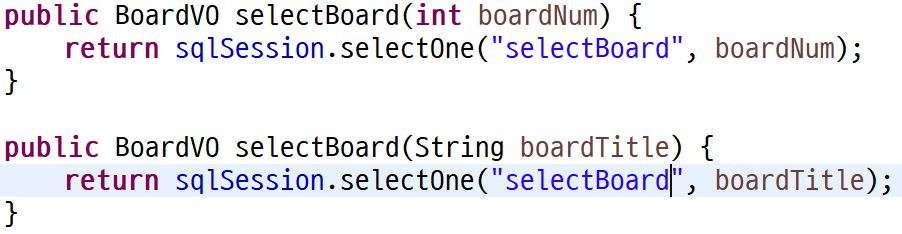 public BoardVO selectBoard(int boardNum) {
    return sqlSession.selectOne("selectBoard", boardNum);
}
public BoardVO selectBoard(String boardTitle) {
    return sqlSession.selectOne("selectBoard", boardTitle);
}